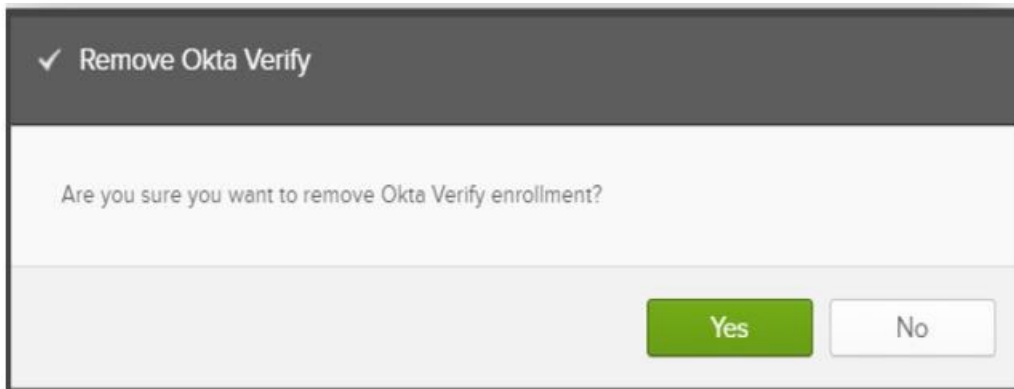 Remove Okta Verify
Are you sure you want to remove Okta Verify enrollment?
Yes No